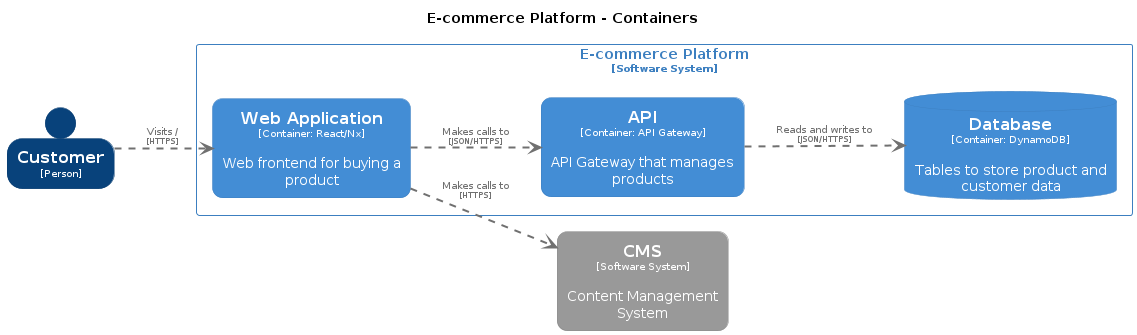 E-commerce Platform - Containers
E-commerce Platform
[Software System]
Customer
[Person]
Visits /
[HTTPS]
Web Application
[Container: React/Nx]
Web frontend for buying a
product
Makes calls to
[JSON/HTTPS]
API
[Container: API Gateway]
API Gateway that manages
products
Reads and writes to
[JSON/HTTPS]
Database
[Container: DynamoDB]
Tables to store product and
customer data
Makes calls to
[HTTPS]
CMS
[Software System]
Content Management
System